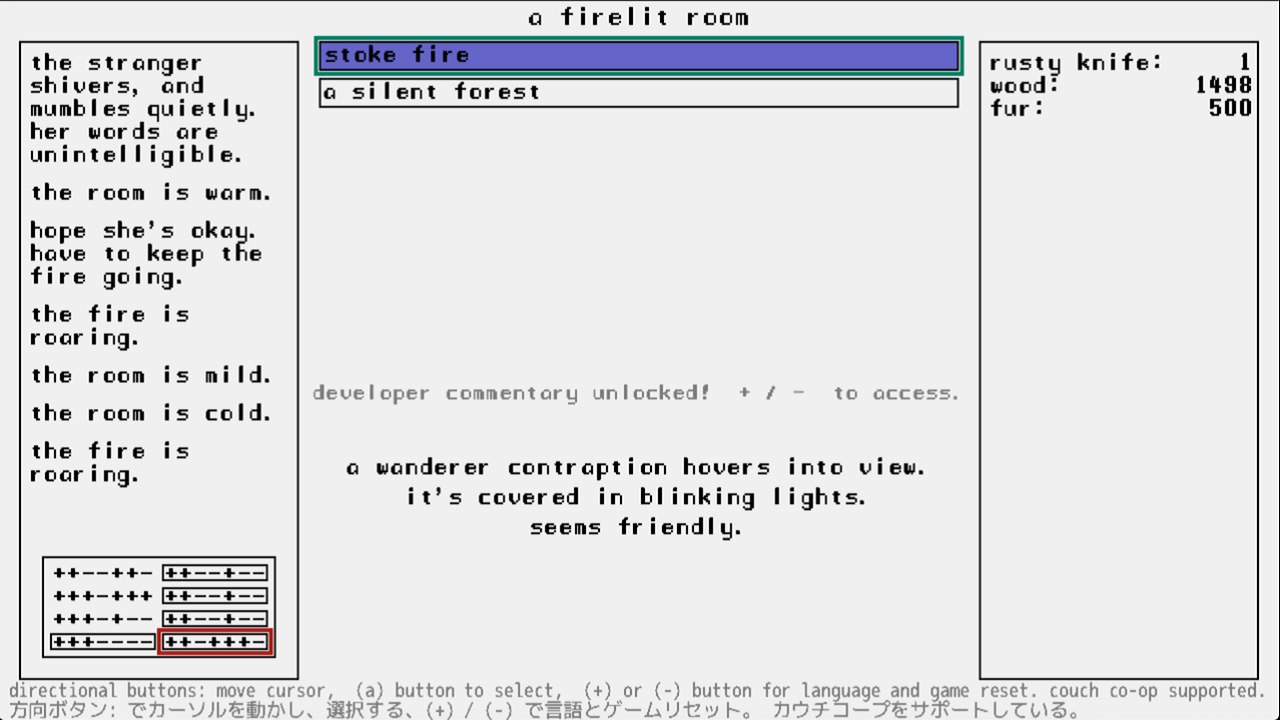 a firelit room
the stranger
shivers, and
mumbles quietly.
her words are
unintelligible.
the room is warm.
hope she's okay.
have to keep the
fire going.
the fire is
roaring.
the room is mild.
the room is cold.
the fire is
roaring.
++--++- ++--+--
+++-+++ ++--+--
+++-+-- ++--+--
+++---- ++-+++-
stoke fire
a silent forest
developer commentary unlocked! + / - to access.
a wanderer contraption hovers into view.
it's covered in blinking lights.
seems friendly.
rusty knife: 1
wood: 1498
fur: 500
directional buttons: move cursor, (a) button to select, (+) or (-) button for language and game reset. couch co-op supported.
方向ボタン: でカーソルを動かし、選択する、(+) / (-) で言語とゲームリセット。 カウチコープをサポートしている。